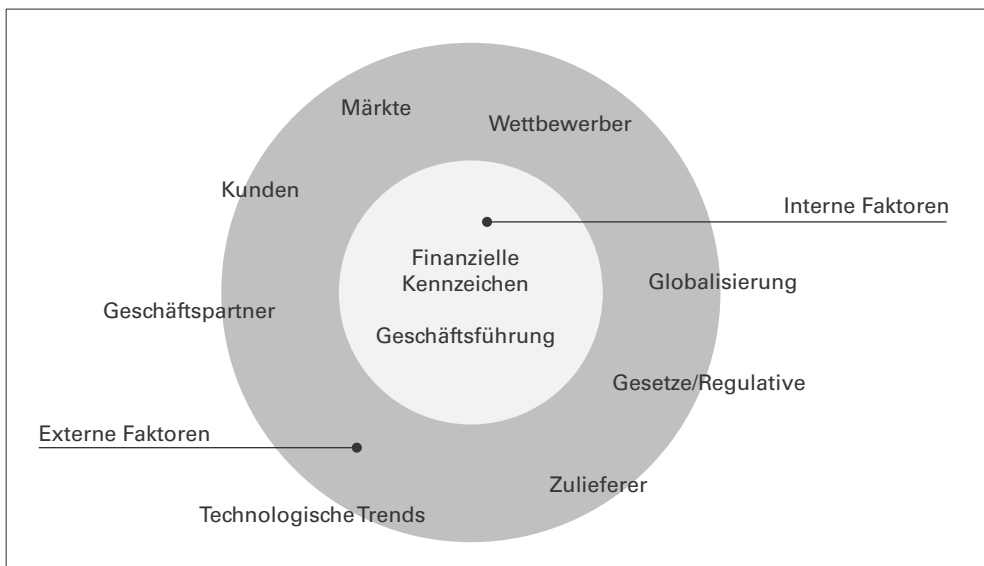 Märkte
Wettbewerber
Kunden
Interne Faktoren
Finanzielle
Kennzeichen
Globalisierung
Geschäftspartner
Geschäftsführung
Gesetze/Regulative
Externe Faktoren
Zulieferer
Technologische Trends